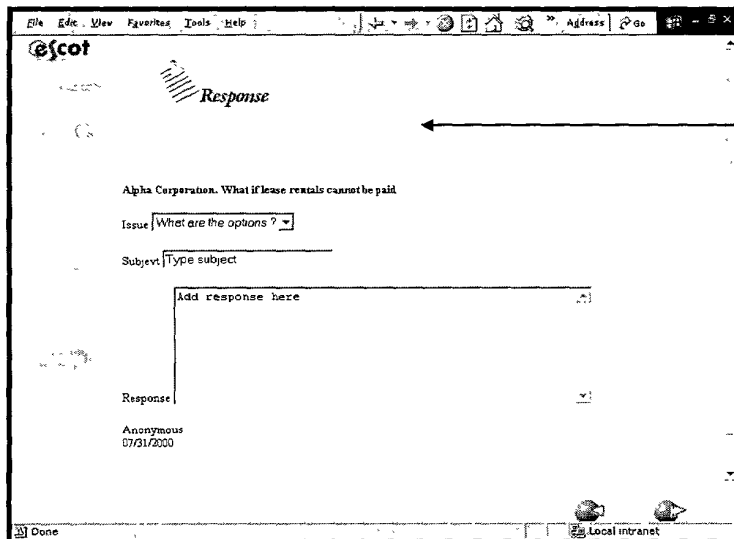 File Edit View Favorites Tools Help » Address Go
escot
Response
Alpha Corporation. What if lease rentals cannot be paid
Issue What are the options ?
Subject Type subject
Add response here
Response
Anonymous
07/31/2000
Done Local intranet